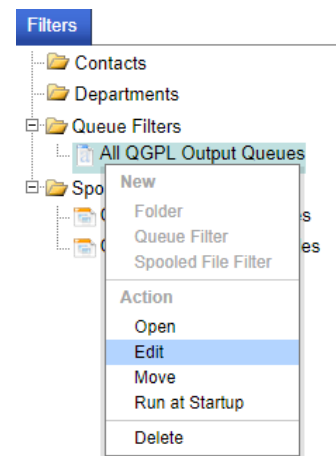 Filters
Contacts
Departments
Queue Filters
All QGPL Output Queues
Spo
New
Folder
Queue Filter
Spooled File Filter
s
es
Action
Open
Edit
Move
Run at Startup
Delete